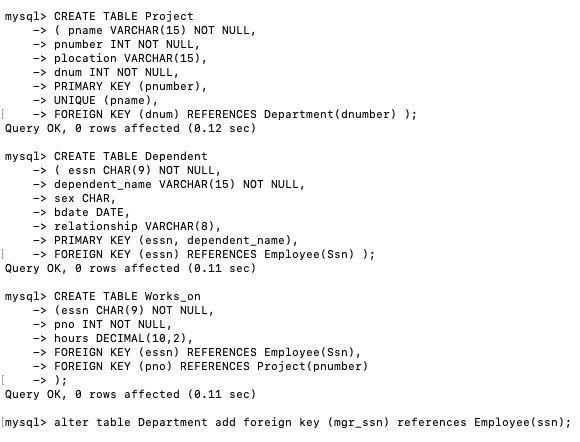 mysql> CREATE TABLE Project
-> ( pname VARCHAR(15) NOT NULL,
-> pnumber INT NOT NULL,
-> plocation VARCHAR(15),
-> dnum INT NOT NULL,
-> PRIMARY KEY (pnumber),
-> UNIQUE (pname),
[ -> FOREIGN KEY (dnum) REFERENCES Department(dnumber) );
Query OK, 0 rows affected (0.12 sec)
mysql> CREATE TABLE Dependent
-> ( essn CHAR(9) NOT NULL,
-> dependent_name VARCHAR(15) NOT NULL,
-> sex CHAR,
-> bdate DATE,
-> relationship VARCHAR(8),
-> PRIMARY KEY (essn, dependent_name),
[ -> FOREIGN KEY (essn) REFERENCES Employee(Ssn) );
Query OK, 0 rows affected (0.11 sec)
mysql> CREATE TABLE Works_on
-> (essn CHAR(9) NOT NULL,
-> pno INT NOT NULL,
-> hours DECIMAL(10,2),
-> FOREIGN KEY (essn) REFERENCES Employee(Ssn),
-> FOREIGN KEY (pno) REFERENCES Project(pnumber)
[ -> );
Query OK, 0 rows affected (0.11 sec)
[mysql> alter table Department add foreign key (mgr_ssn) references Employee(ssn);